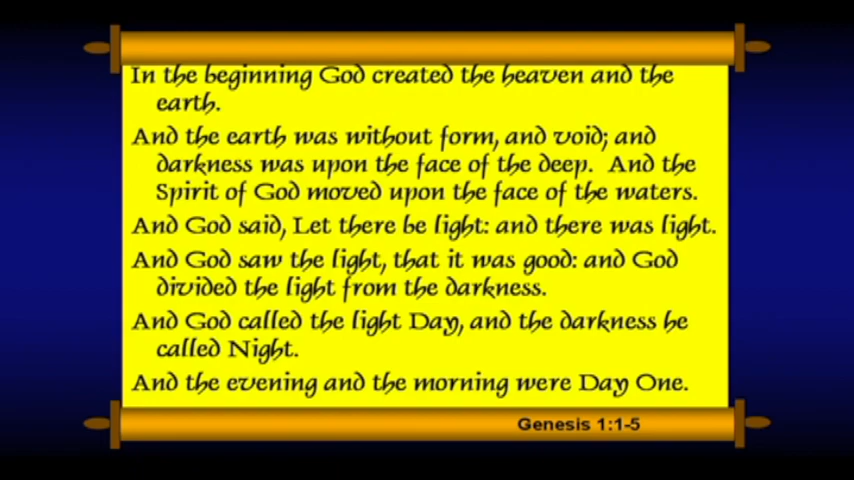 In the beginning God created the heaven and the
earth.
And the earth was without form, and void; and
darkness was upon the face of the deep.  And the
Spirit of God moved upon the face of the waters.
And God said, Let there be light: and there was light.
And God saw the light, that it was good: and God
divided the light from the darkness.
And God called the light Day, and the darkness he
called Night.
And the evening and the morning were Day One.
Genesis 1:1-5